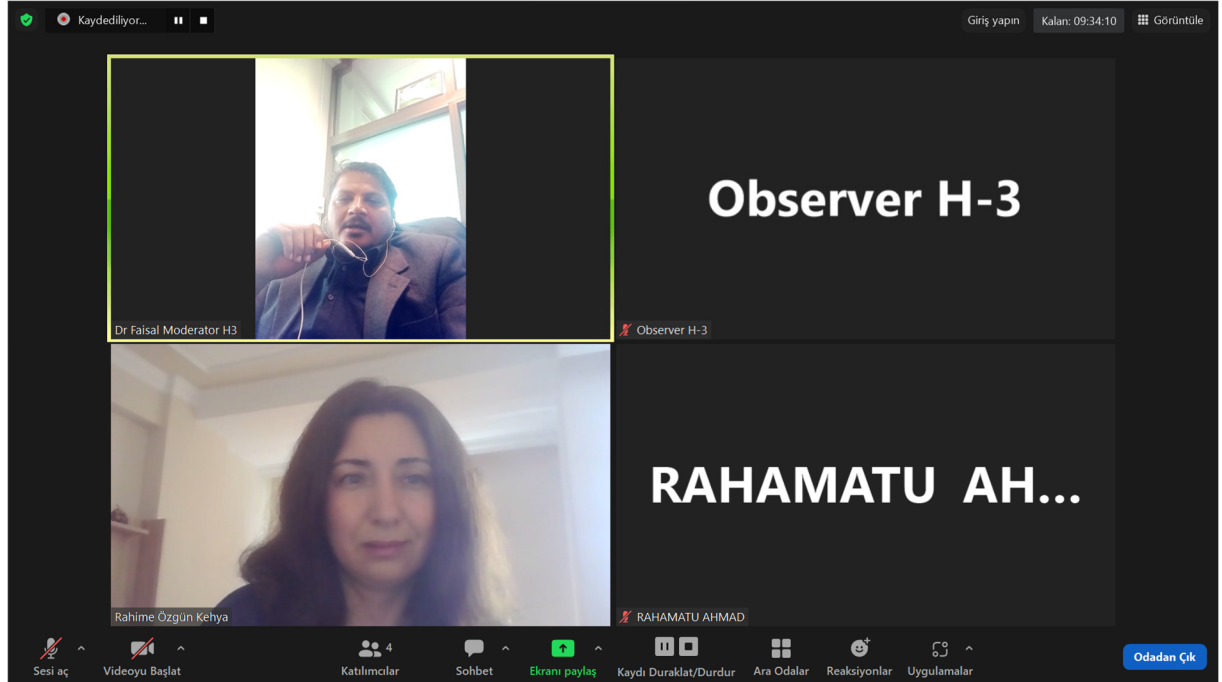 Kaydediliyor...
Giriş yapın
Kalan: 09:34:10
Görüntüle
Dr Faisal Moderator H3
Observer H-3
Observer H-3
Rahime Özgün Kehya
RAHAMATU AH...
RAHAMATU AHMAD
Sesi aç
Videoyu Başlat
4
Katılımcılar
Sohbet
Ekranı paylaş
Kaydı Duraklat/Durdur
Ara Odalar
Reaksiyonlar
Uygulamalar
Odadan Çık